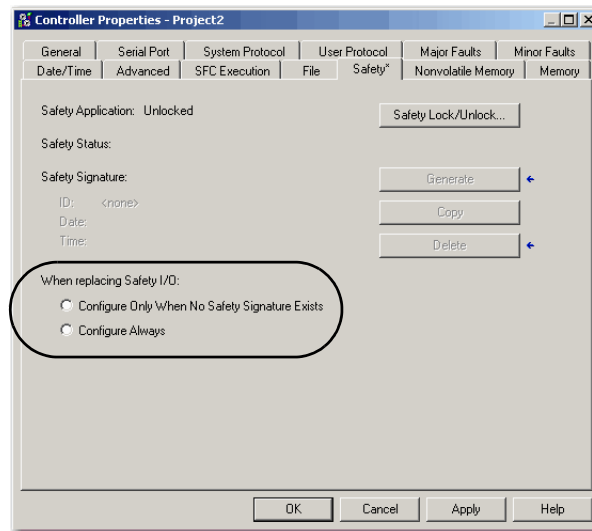 Controller Properties - Project2
General Serial Port System Protocol User Protocol Major Faults Minor Faults
Date/Time Advanced SFC Execution File Safety* Nonvolatile Memory Memory
Safety Application: Unlocked Safety Lock/Unlock...
Safety Status:
Safety Signature: Generate
ID: <none> Copy
Date:
Time: Delete
When replacing Safety I/O:
Configure Only When No Safety Signature Exists
Configure Always
OK Cancel Apply Help